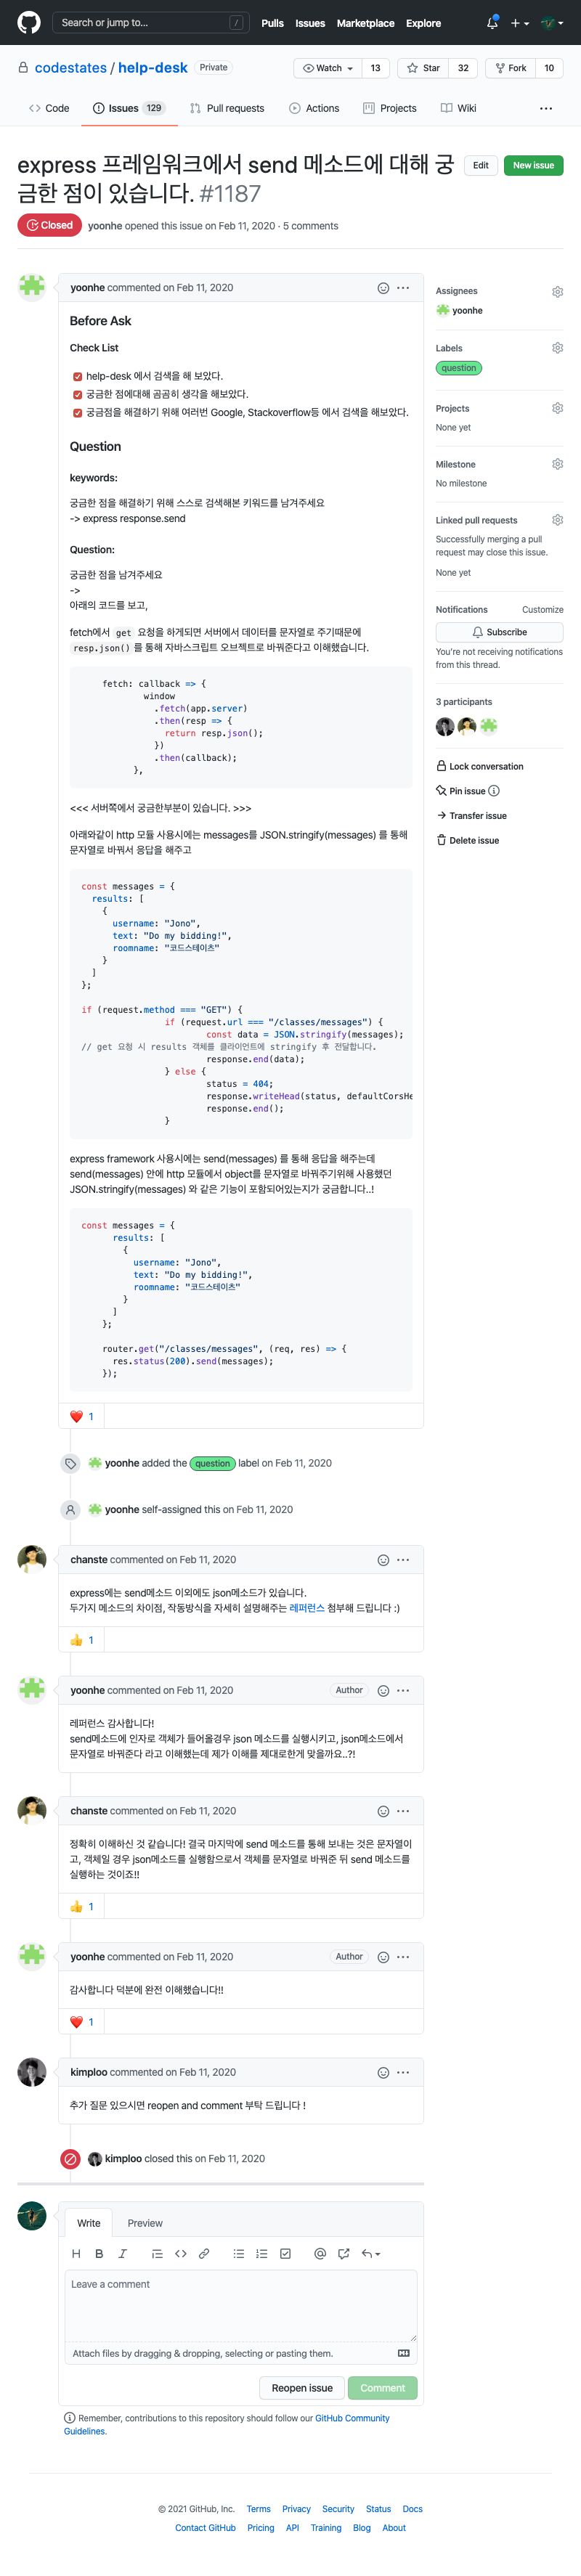 Search or jump to...
/
Pulls Issues Marketplace Explore
codestates / help-desk Private
Watch 13 Star 32 Fork 10
Code Issues 129 Pull requests Actions Projects Wiki
express 프레임워크에서 send 메소드에 대해 궁
금한 점이 있습니다. #1187
Edit New issue
Closed yoonhe opened this issue on Feb 11, 2020 · 5 comments
yoonhe commented on Feb 11, 2020
Before Ask
Check List
help-desk 에서 검색을 해 보았다.
궁금한 점에대해 곰곰히 생각을 해보았다.
궁금점을 해결하기 위해 여러번 Google, Stackoverflow등 에서 검색을 해보았다.
Question
keywords:
궁금한 점을 해결하기 위해 스스로 검색해본 키워드를 남겨주세요
-> express response.send
Question:
궁금한 점을 남겨주세요
->
아래의 코드를 보고,
fetch에서 get 요청을 하게되면 서버에서 데이터를 문자열로 주기때문에
resp.json() 를 통해 자바스크립트 오브젝트로 바꿔준다고 이해했습니다.
fetch: callback => {
window
.fetch(app.server)
.then(resp => {
return resp.json();
})
.then(callback);
},
<<< 서버쪽에서 궁금한부분이 있습니다. >>>
아래와같이 http 모듈 사용시에는 messages를 JSON.stringify(messages) 를 통해
문자열로 바꿔서 응답을 해주고
const messages = {
results: [
{
username: "Jono",
text: "Do my bidding!",
roomname: "코드스테이츠"
}
]
};
if (request.method === "GET") {
if (request.url === "/classes/messages") {
const data = JSON.stringify(messages);
// get 요청 시 results 객체를 클라이언트에 stringify 후 전달합니다.
response.end(data);
} else {
status = 404;
response.writeHead(status, defaultCorsHe
response.end();
}
express framework 사용시에는 send(messages) 를 통해 응답을 해주는데
send(messages) 안에 http 모듈에서 object를 문자열로 바꿔주기위해 사용했던
JSON.stringify(messages) 와 같은 기능이 포함되어있는지가 궁금합니다..!
const messages = {
results: [
{
username: "Jono",
text: "Do my bidding!",
roomname: "코드스테이츠"
}
]
};
router.get("/classes/messages", (req, res) => {
res.status(200).send(messages);
});
❤️ 1
yoonhe added the question label on Feb 11, 2020
yoonhe self-assigned this on Feb 11, 2020
chanste commented on Feb 11, 2020
express에는 send메소드 이외에도 json메소드가 있습니다.
두가지 메소드의 차이점, 작동방식을 자세히 설명해주는 레퍼런스 첨부해 드립니다 :)
👍 1
yoonhe commented on Feb 11, 2020 Author
레퍼런스 감사합니다!
send메소드에 인자로 객체가 들어올경우 json 메소드를 실행시키고, json메소드에서
문자열로 바꿔준다 라고 이해했는데 제가 이해를 제대로한게 맞을까요..?!
chanste commented on Feb 11, 2020
정확히 이해하신 것 같습니다! 결국 마지막에 send 메소드를 통해 보내는 것은 문자열이
고, 객체일 경우 json메소드를 실행함으로서 객체를 문자열로 바꿔준 뒤 send 메소드를
실행하는 것이죠!!
👍 1
yoonhe commented on Feb 11, 2020 Author
감사합니다 덕분에 완전 이해했습니다!!
❤️ 1
kimploo commented on Feb 11, 2020
추가 질문 있으시면 reopen and comment 부탁 드립니다 !
kimploo closed this on Feb 11, 2020
Assignees
yoonhe
Labels
question
Projects
None yet
Milestone
No milestone
Linked pull requests
Successfully merging a pull
request may close this issue.
None yet
Notifications Customize
Subscribe
You're not receiving notifications
from this thread.
3 participants
Lock conversation
Pin issue
Transfer issue
Delete issue
Write Preview
Leave a comment
Attach files by dragging & dropping, selecting or pasting them.
Reopen issue Comment
Remember, contributions to this repository should follow our GitHub Community
Guidelines.
© 2021 GitHub, Inc. Terms Privacy Security Status Docs
Contact GitHub Pricing API Training Blog About